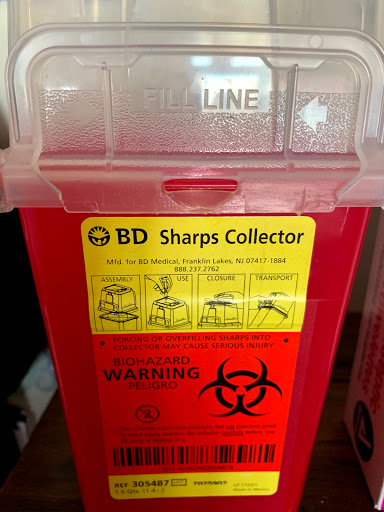 FILL LINE
BD Sharps Collector
Mfd. for BD Medical, Franklin Lakes, NJ 07417-1884
888.237.2762
ASSEMBLY USE CLOSURE TRANSPORT
• FORCING OR OVERFILLING SHARPS INTO •
COLLECTOR MAY CAUSE SERIOUS INJURY
BIOHAZARD
WARNING
PELIGRO
REF 305487
Made in Mexico